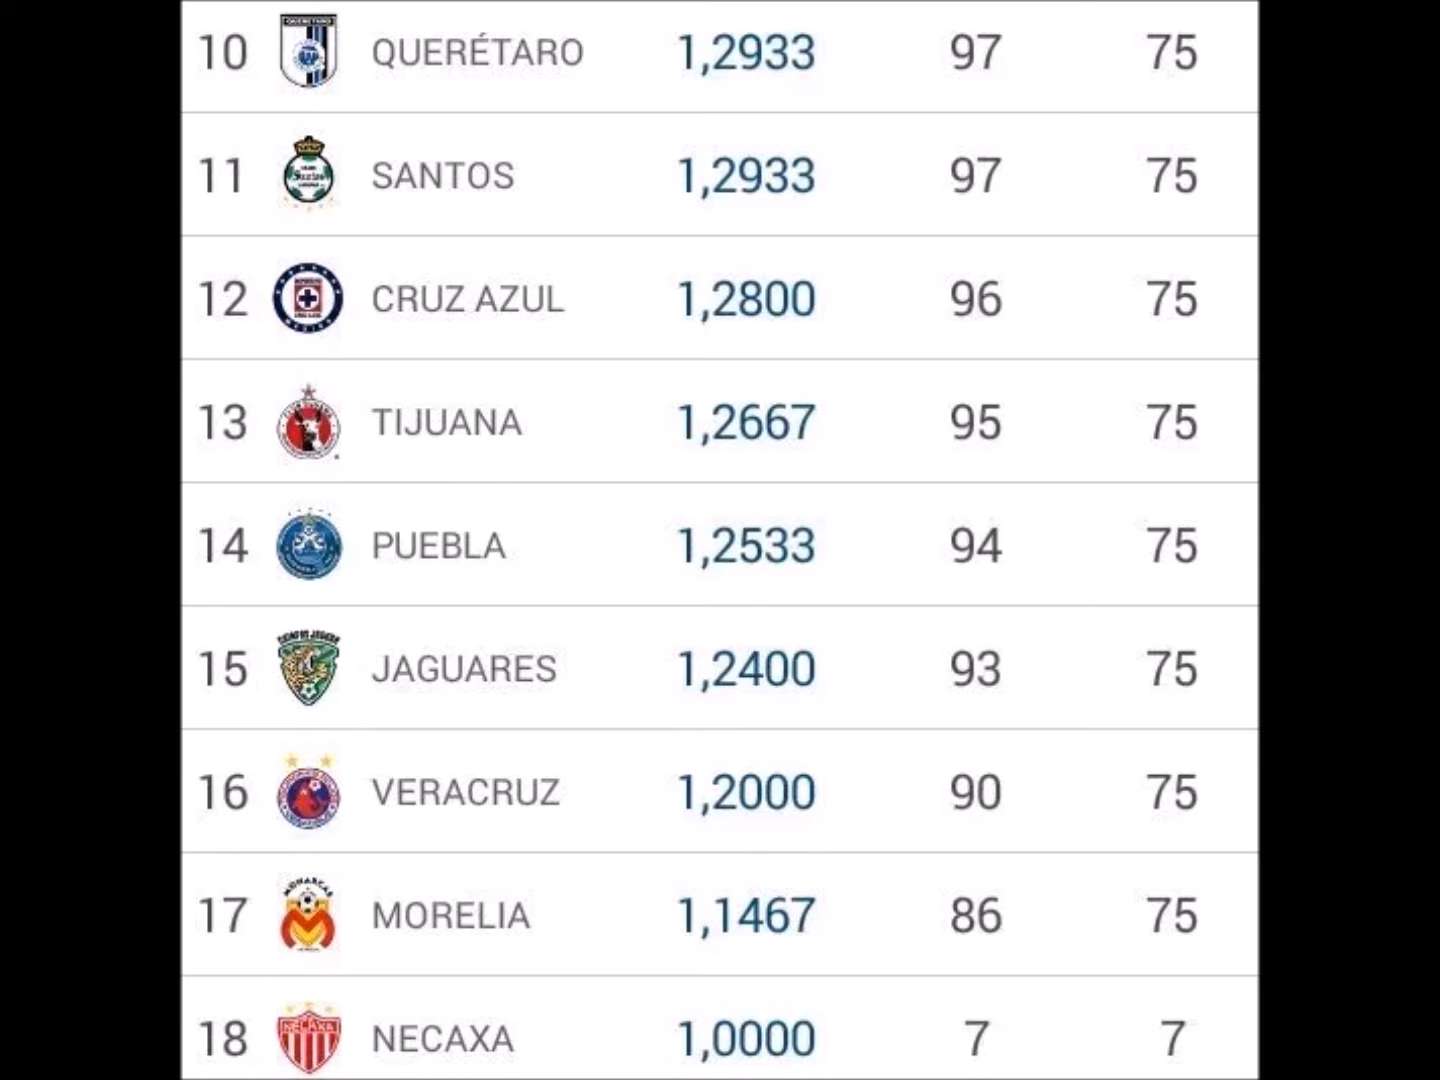 10 QUERÉTARO 1,2933 97 75
11 SANTOS 1,2933 97 75
12 CRUZ AZUL 1,2800 96 75
13 TIJUANA 1,2667 95 75
14 PUEBLA 1,2533 94 75
15 JAGUARES 1,2400 93 75
16 VERACRUZ 1,2000 90 75
17 MORELIA 1,1467 86 75
18 NECAXA 1,0000 7 7